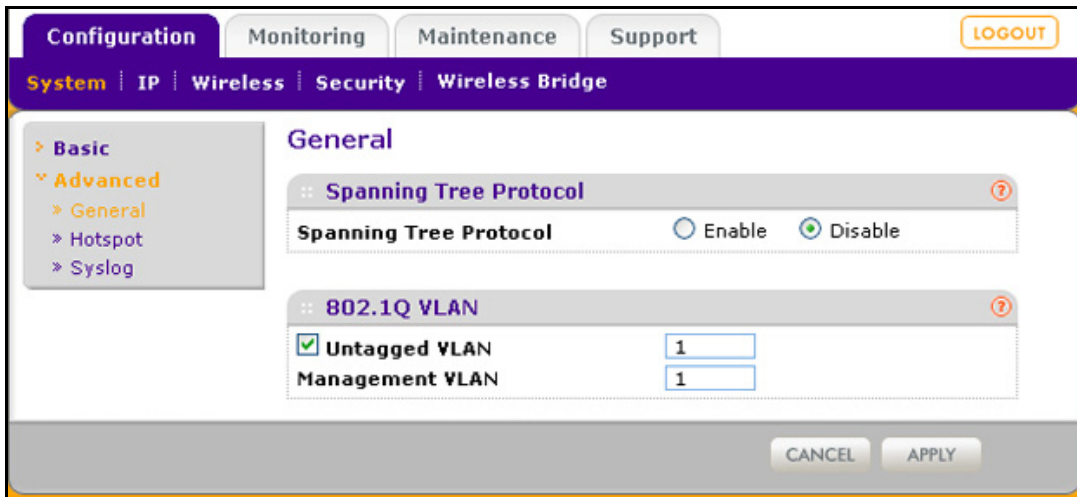 Configuration Monitoring Maintenance Support LOGOUT
System IP Wireless Security Wireless Bridge
Basic
Advanced
» General
» Hotspot
» Syslog
General
Spanning Tree Protocol ?
Spanning Tree Protocol Enable Disable
802.1Q VLAN ?
Untagged VLAN 1
Management VLAN 1
CANCEL APPLY